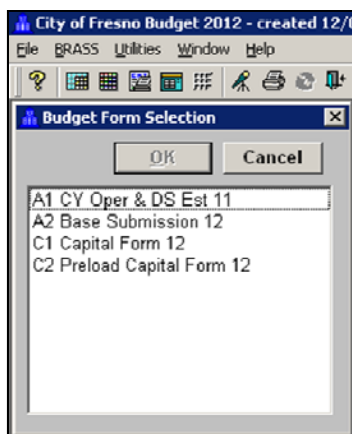 City of Fresno Budget 2012 - created 12/
File BRASS Utilities Window Help
Budget Form Selection
OK Cancel
A1 CY Oper & DS Est 11
A2 Base Submission 12
C1 Capital Form 12
C2 Preload Capital Form 12